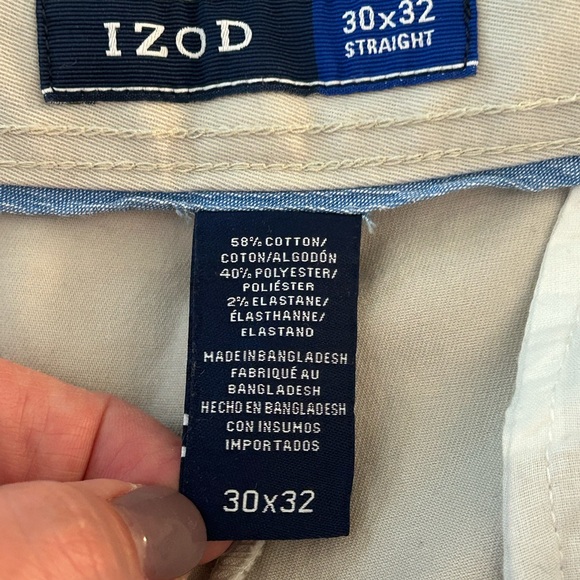 IZOD
30x32
STRAIGHT
58% COTTON/
COTON/ALGODÓN
40% POLYESTER/
POLIÉSTER
2% ELASTANE/
ÉLASTHANNE/
ELASTANO
MADE IN BANGLADESH
FABRIQUÉ AU
BANGLADESH
HECHO EN BANGLADESH
CON INSUMOS
IMPORTADOS
30x32